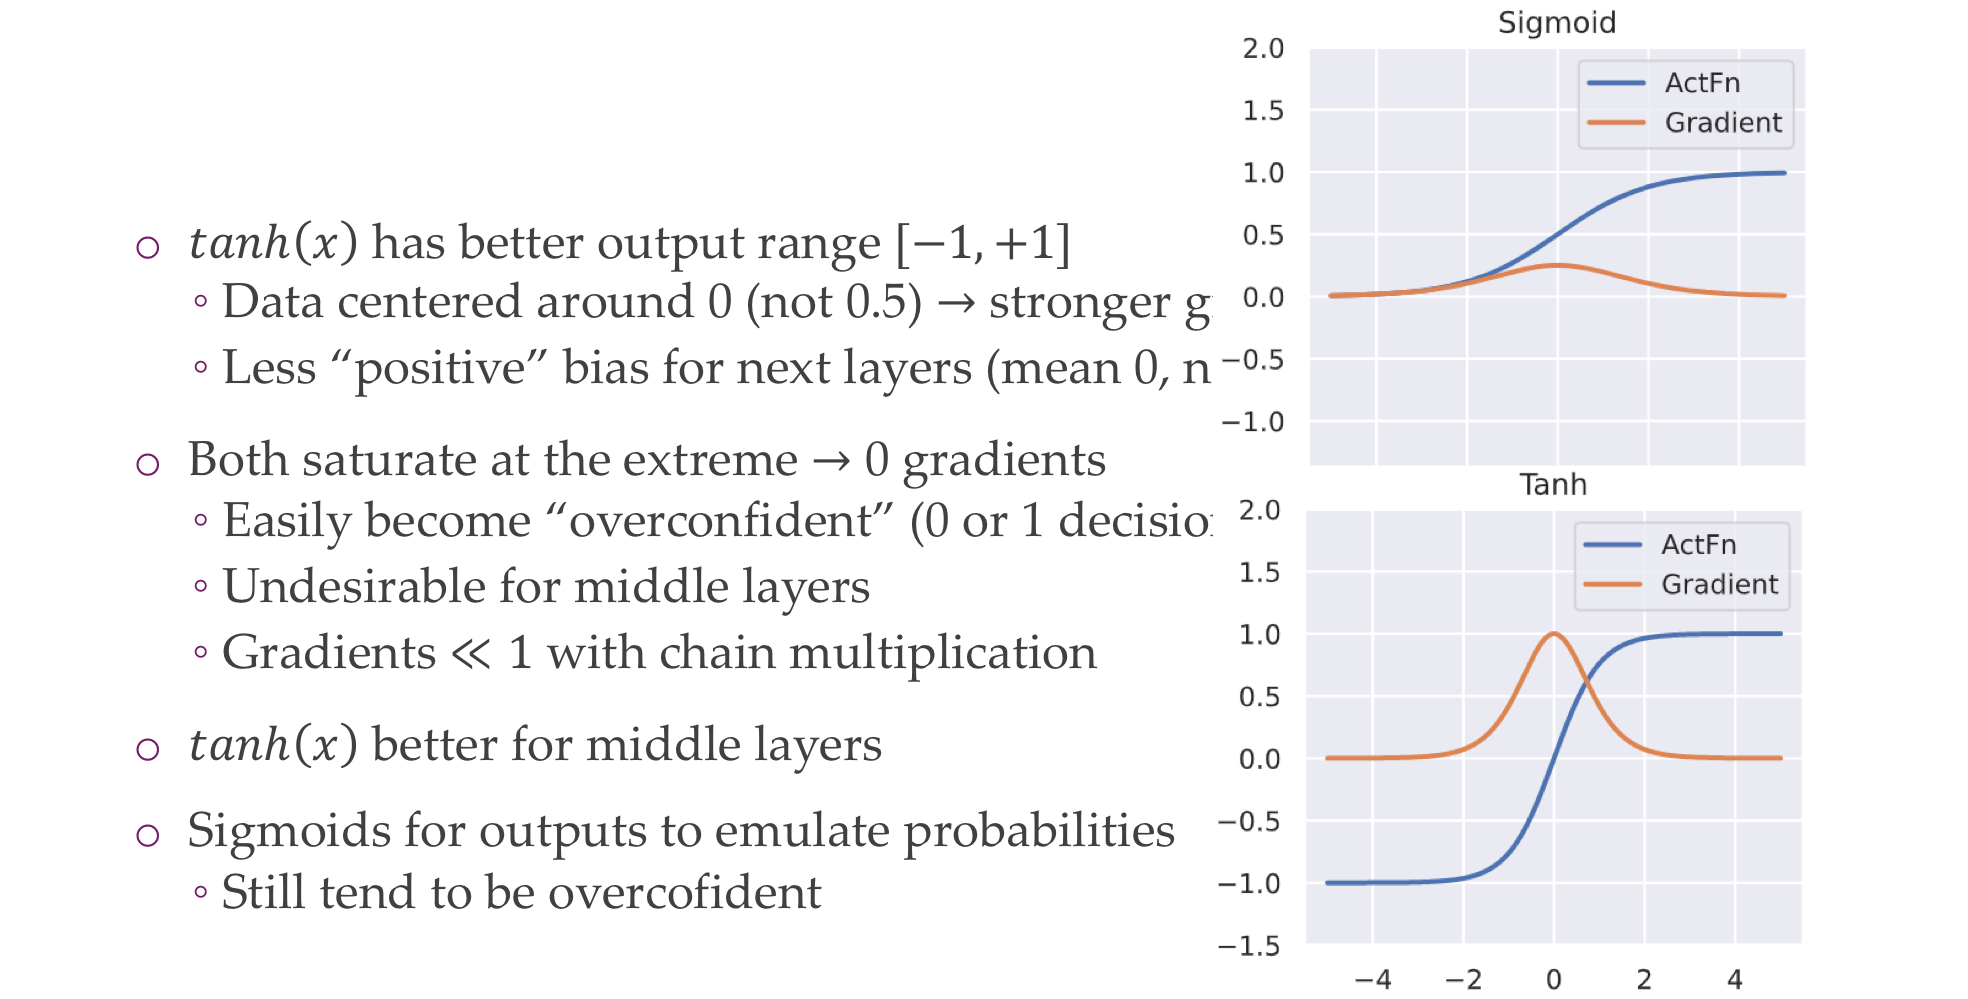 ○ tanh(x) has better output range [−1, +1]
◦ Data centered around 0 (not 0.5) → stronger
◦ Less “positive” bias for next layers (mean 0,
○ Both saturate at the extreme → 0 gradients
◦ Easily become “overconfident” (0 or 1
◦ Undesirable for middle layers
◦ Gradients ≪ 1 with chain multiplication
○ tanh(x) better for middle layers
○ Sigmoids for outputs to emulate probabilities
◦ Still tend to be overcofident
Sigmoid
2.0
1.5
1.0
0.5
0.0
−0.5
−1.0
ActFn
Gradient
Tanh
2.0
1.5
1.0
0.5
0.0
−0.5
−1.0
−1.5
ActFn
Gradient
−4 −2 0 2 4